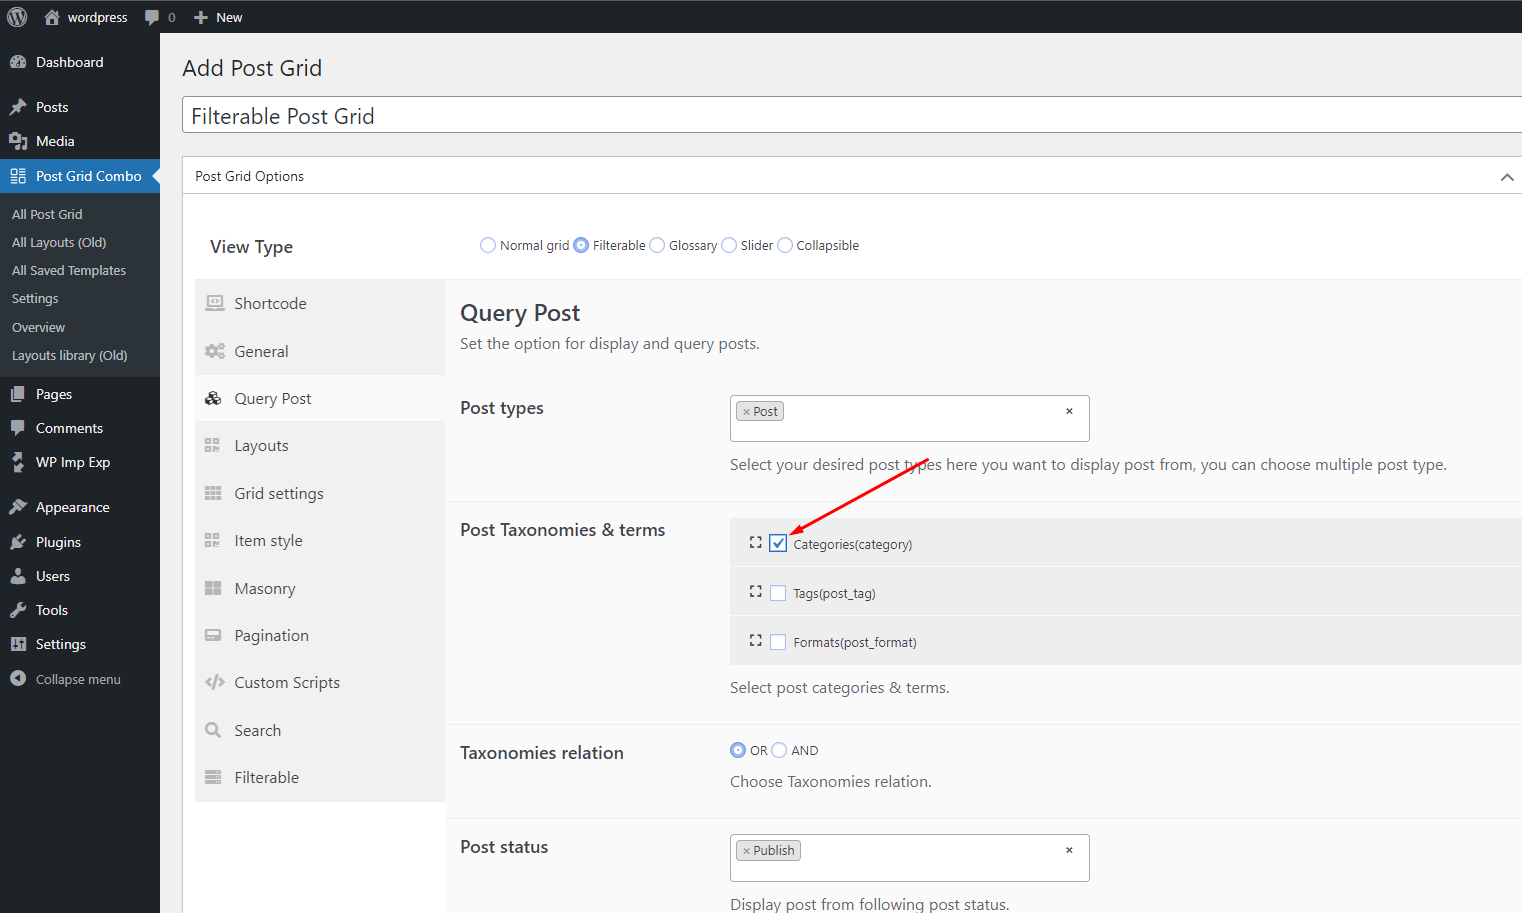 wordpress 0 New
Dashboard
Posts
Media
Post Grid Combo
All Post Grid
All Layouts (Old)
All Saved Templates
Settings
Overview
Layouts library (Old)
Pages
Comments
WP Imp Exp
Appearance
Plugins
Users
Tools
Settings
Collapse menu
Add Post Grid
Filterable Post Grid
Post Grid Options
View Type
Normal grid Filterable Glossary Slider Collapsible
Shortcode
General
Query Post
Layouts
Grid settings
Item style
Masonry
Pagination
Custom Scripts
Search
Filterable
Query Post
Set the option for display and query posts.
Post types
× Post ×
Select your desired post types here you want to display post from, you can choose multiple post type.
Post Taxonomies & terms
Categories(category)
Tags(post_tag)
Formats(post_format)
Select post categories & terms.
Taxonomies relation
OR AND
Choose Taxonomies relation.
Post status
× Publish ×
Display post from following post status.